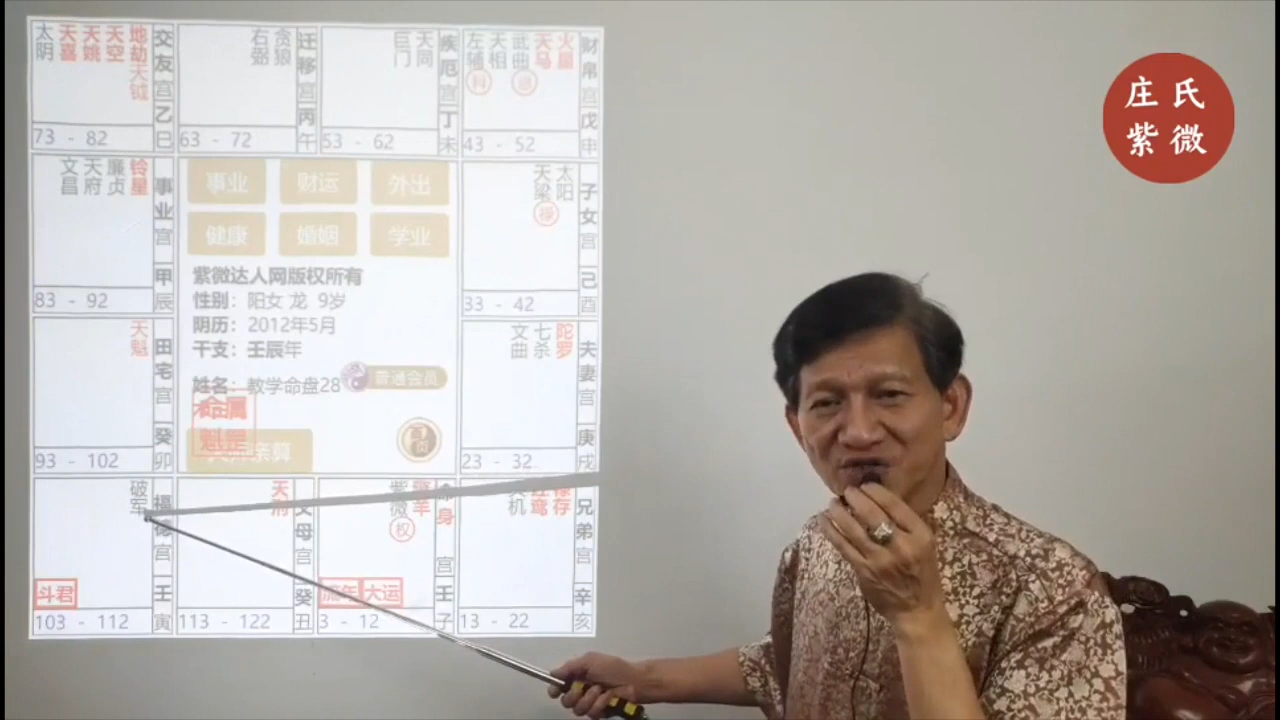 庄氏
紫微
太阴
天喜
天姚
天空
地劫
天钺
交友宫乙巳
73 - 82
右弼
贪狼
迁移宫丙午
63 - 72
巨门
天同
疾厄宫丁未
53 - 62
左辅 科
天相
武曲
天马
火星
财帛宫戊申
43 - 52
文昌
天府
廉贞
铃星
事业宫甲辰
83 - 92
事业 财运 外出
健康 婚姻 学业
紫微达人网版权所有
性别：阳女 龙 9岁
阴历：2012年5月
干支：壬辰年
姓名：教学命盘28
普通会员
天梁 禄
太阳
子女宫己酉
33 - 42
天魁
田宅宫癸卯
93 - 102
文曲
七杀
陀罗
夫妻宫庚戌
23 - 32
破军
福德宫壬寅
斗君
103 - 112
父母宫癸丑
113 - 122
紫微 权
擎羊
身
宫壬子
流年 大运
3 - 12
兄弟宫辛亥
13 - 22